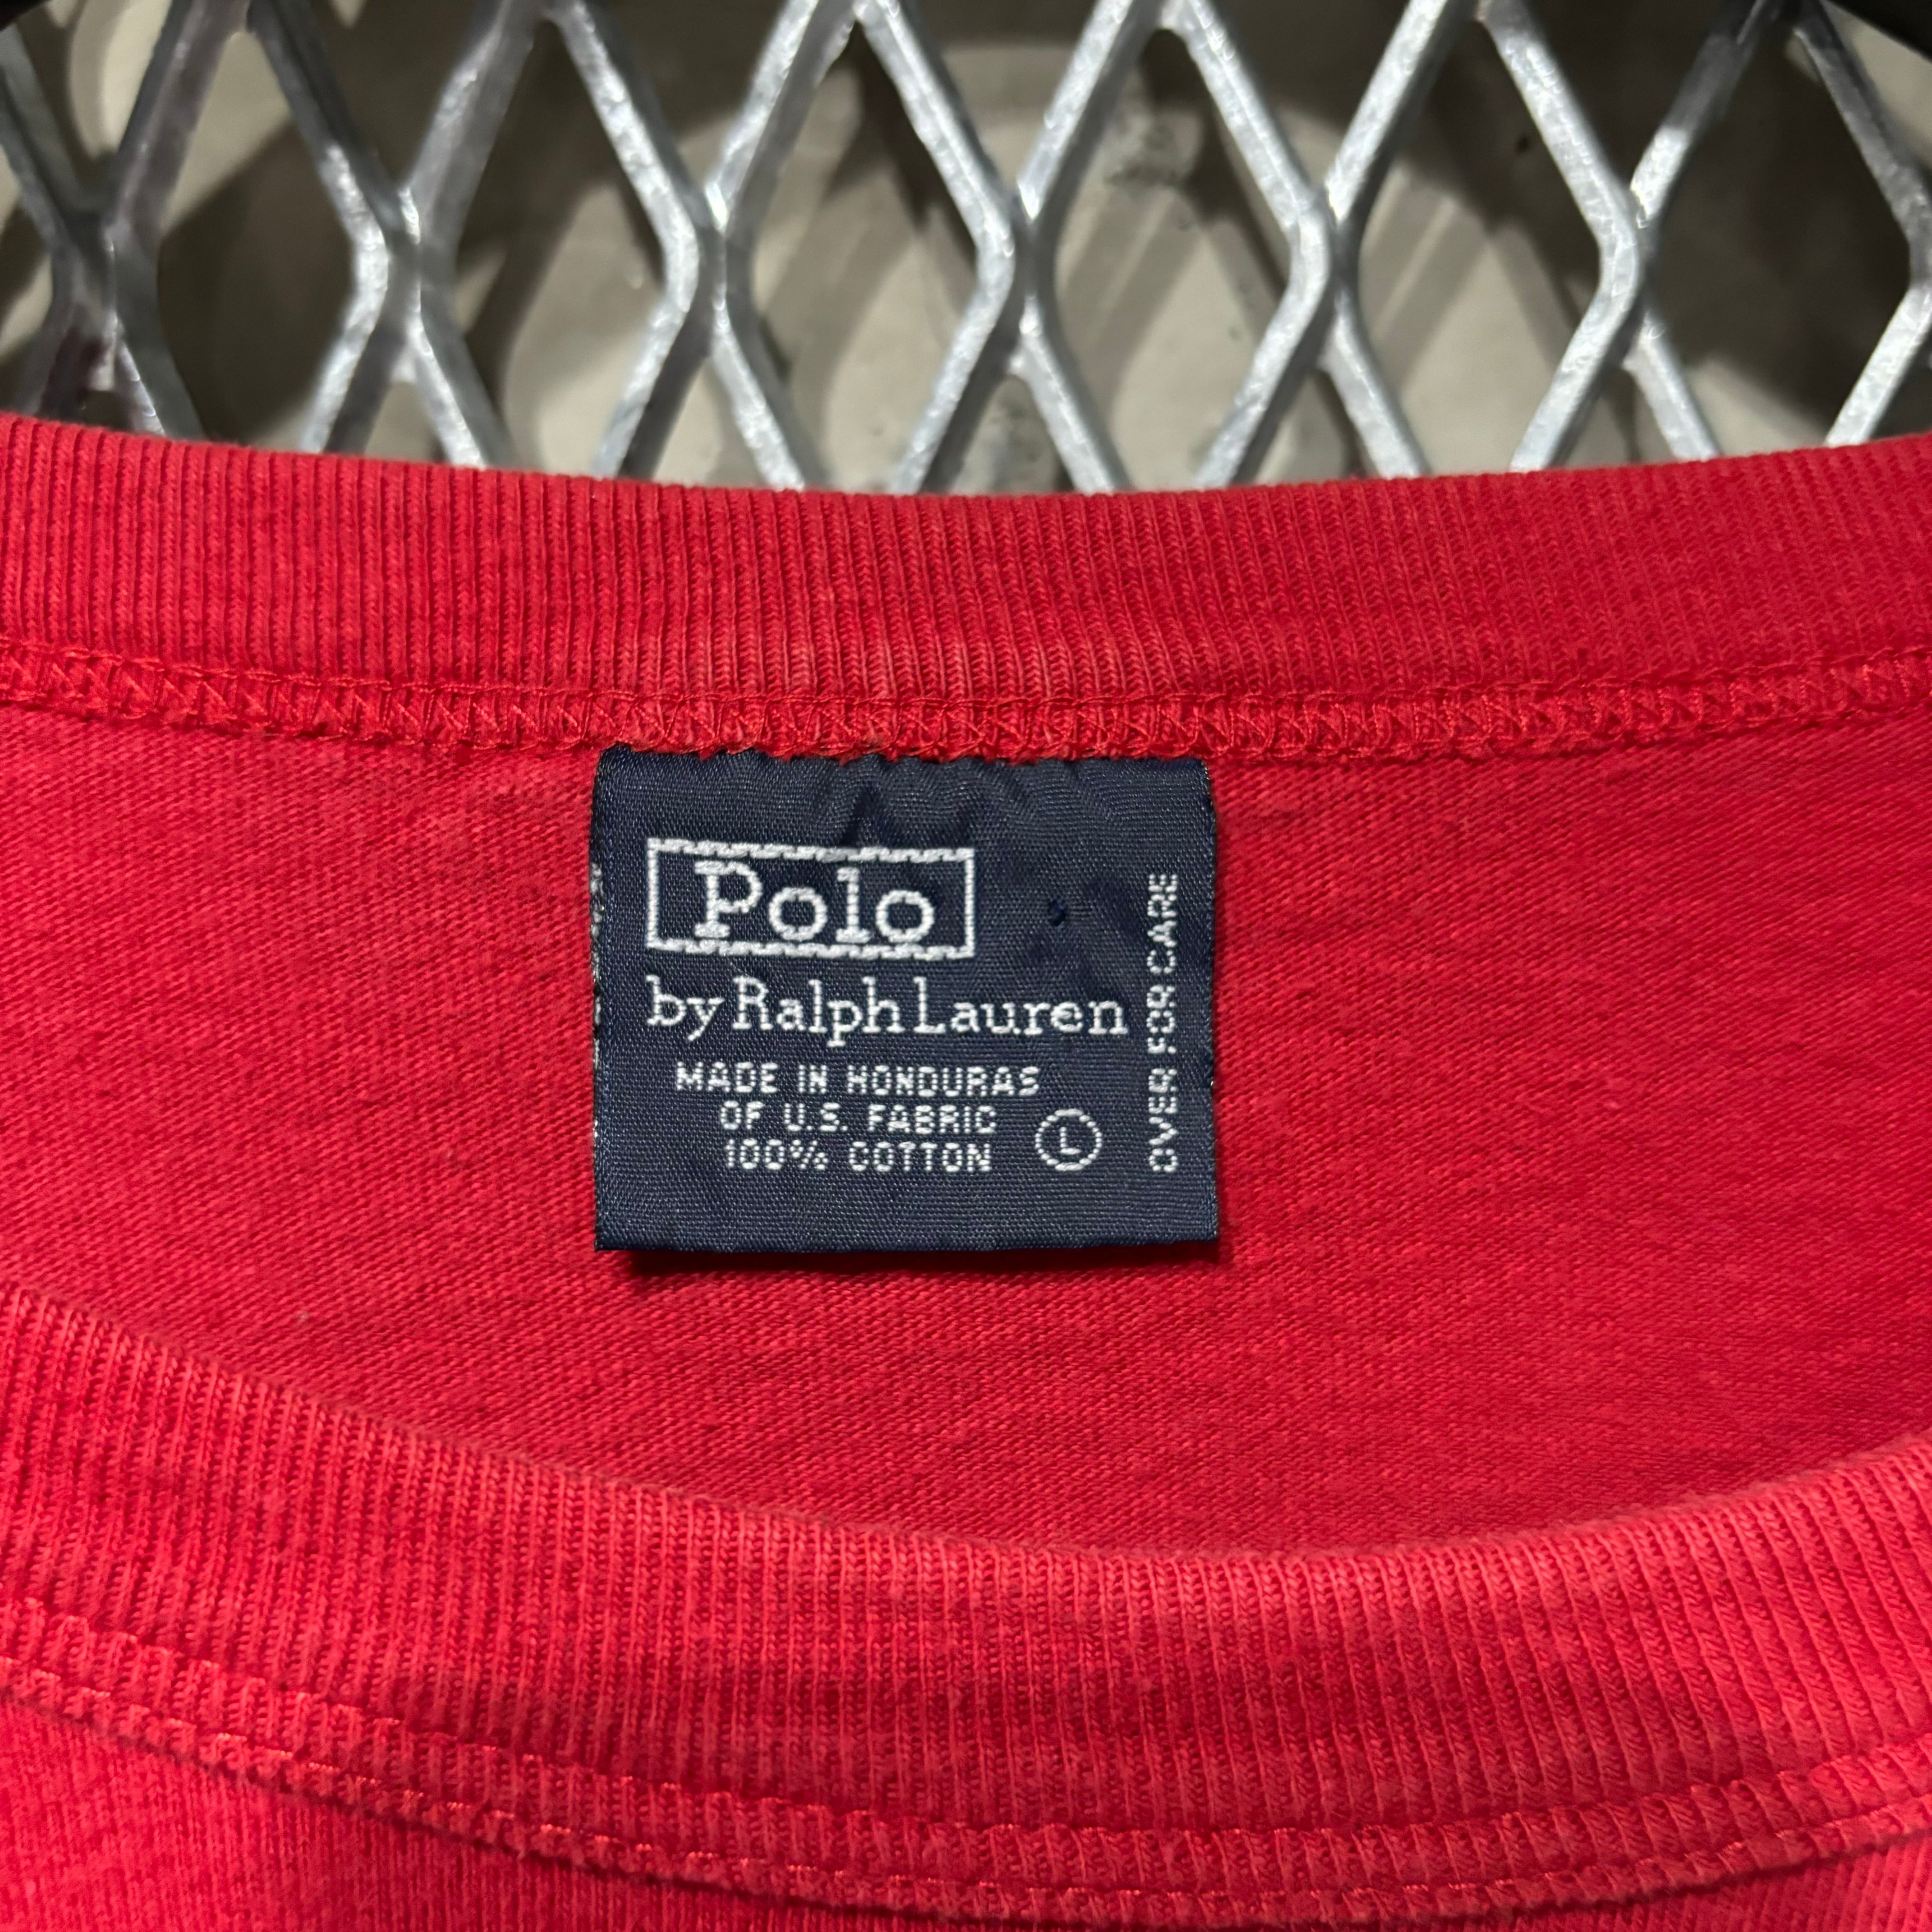 Polo
by Ralph Lauren
MADE IN HONDURAS
OF U.S. FABRIC
100% COTTON
L
OVER FOR CARE